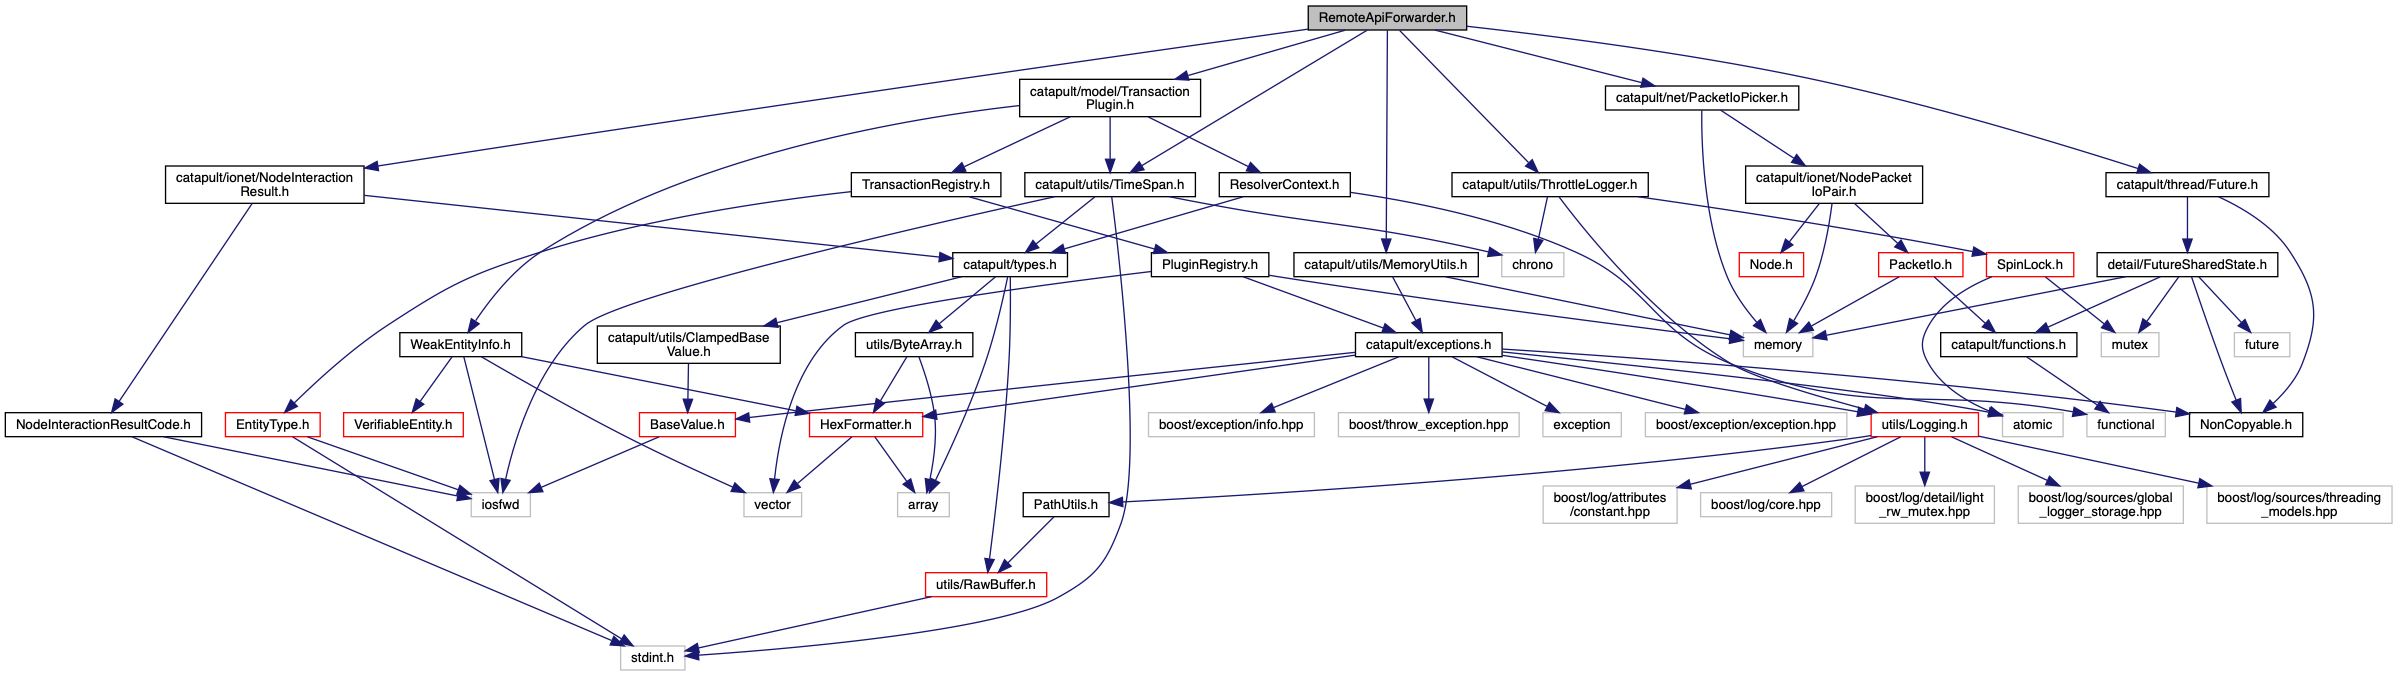 RemoteApiForwarder.h
catapult/model/Transaction
Plugin.h
catapult/net/PacketIoPicker.h
catapult/ionet/NodeInteraction
Result.h
TransactionRegistry.h
catapult/utils/TimeSpan.h
ResolverContext.h
catapult/utils/ThrottleLogger.h
catapult/ionet/NodePacket
IoPair.h
catapult/thread/Future.h
catapult/types.h
PluginRegistry.h
catapult/utils/MemoryUtils.h
chrono
Node.h
PacketIo.h
SpinLock.h
detail/FutureSharedState.h
WeakEntityInfo.h
catapult/utils/ClampedBase
Value.h
utils/ByteArray.h
catapult/exceptions.h
memory
catapult/functions.h
mutex
future
NodeInteractionResultCode.h
EntityType.h
VerifiableEntity.h
BaseValue.h
HexFormatter.h
boost/exception/info.hpp
boost/throw_exception.hpp
exception
boost/exception/exception.hpp
utils/Logging.h
atomic
functional
NonCopyable.h
iosfwd
vector
array
PathUtils.h
boost/log/attributes
/constant.hpp
boost/log/core.hpp
boost/log/detail/light
_rw_mutex.hpp
boost/log/sources/global
_logger_storage.hpp
boost/log/sources/threading
_models.hpp
utils/RawBuffer.h
stdint.h